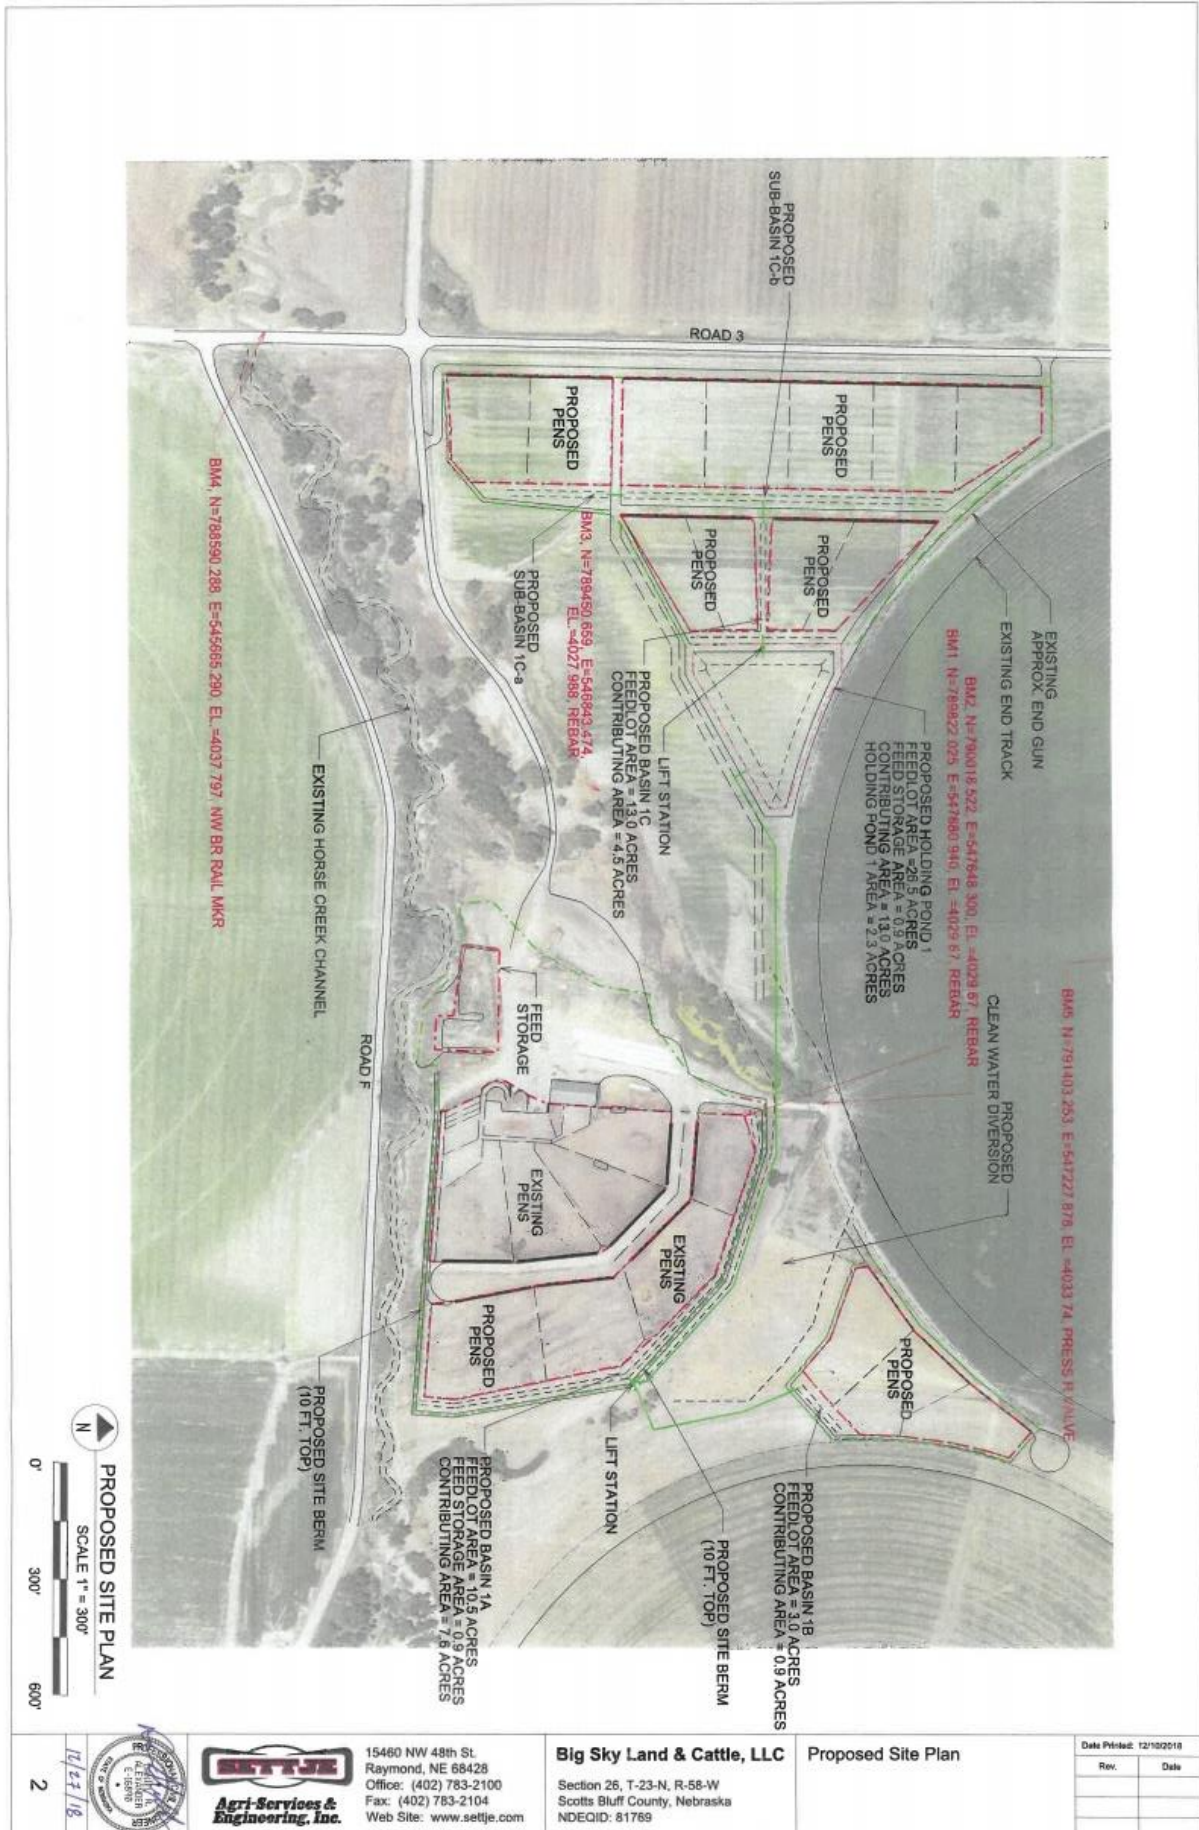 PROPOSED
SUB-BASIN 1C-b
ROAD 3
PROPOSED
PENS
PROPOSED
PENS
PROPOSED
PENS
PROPOSED
PENS
EXISTING
APPROX. END GUN
EXISTING END TRACK
BM2, N=790018.522, E=547648.300, EL.=4029.67, REBAR
BM1, N=789822.025, E=547680.940, EL.=4029.67, REBAR
BM5, N=791403.253, E=547227.878, EL.=4033.74, PRESS R VALVE
PROPOSED HOLDING POND 1
FEEDLOT AREA =26.5 ACRES
FEED STORAGE AREA = 0.9 ACRES
CONTRIBUTING AREA = 13.0 ACRES
HOLDING POND 1 AREA = 2.3 ACRES
PROPOSED
CLEAN WATER DIVERSION
BM3, N=789450.659, E=546843.474,
EL.=4027.988, REBAR
PROPOSED
SUB-BASIN 1C-a
LIFT STATION
PROPOSED BASIN 1C
FEEDLOT AREA = 13.0 ACRES
CONTRIBUTING AREA = 4.5 ACRES
BM4, N=788590.288, E=545665.290, EL.=4037.797, NW BR RAIL MKR
EXISTING HORSE CREEK CHANNEL
FEED
STORAGE
ROAD F
EXISTING
PENS
EXISTING
PENS
PROPOSED
PENS
PROPOSED
PENS
PROPOSED SITE BERM
(10 FT. TOP)
LIFT STATION
PROPOSED BASIN 1A
FEEDLOT AREA = 10.5 ACRES
FEED STORAGE AREA = 0.9 ACRES
CONTRIBUTING AREA = 7.6 ACRES
PROPOSED SITE BERM
(10 FT. TOP)
PROPOSED BASIN 1B
FEEDLOT AREA = 3.0 ACRES
CONTRIBUTING AREA = 0.9 ACRES
N
PROPOSED SITE PLAN
SCALE 1" = 300'
0'
300'
600'
2
12/27/18
SETTJE
Agri-Services &
Engineering, Inc.
15460 NW 48th St.
Raymond, NE 68428
Office: (402) 783-2100
Fax: (402) 783-2104
Web Site: www.settje.com
Big Sky Land & Cattle, LLC
Section 26, T-23-N, R-58-W
Scotts Bluff County, Nebraska
NDEQID: 81769
Proposed Site Plan
Date Printed: 12/10/2018
Rev.
Date